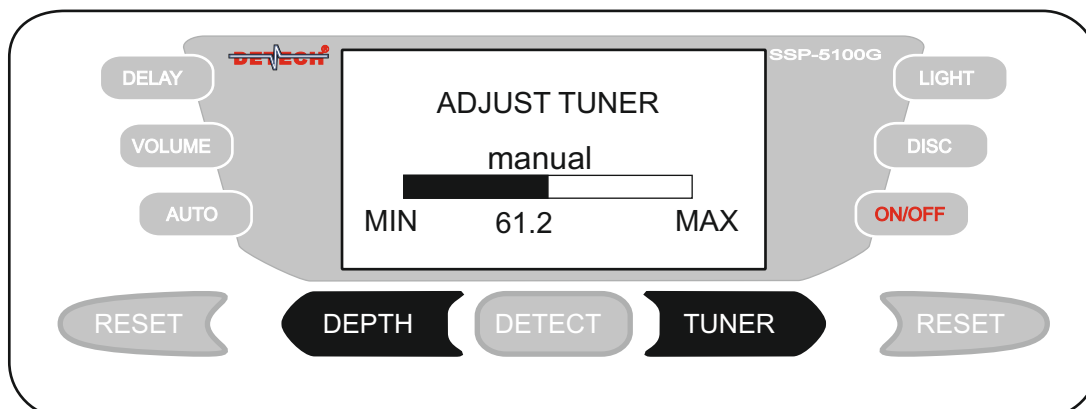 DETECH®
SSP-5100G
DELAY
LIGHT
ADJUST TUNER
VOLUME
DISC
manual
AUTO
ON/OFF
MIN 61.2 MAX
RESET DEPTH DETECT TUNER RESET